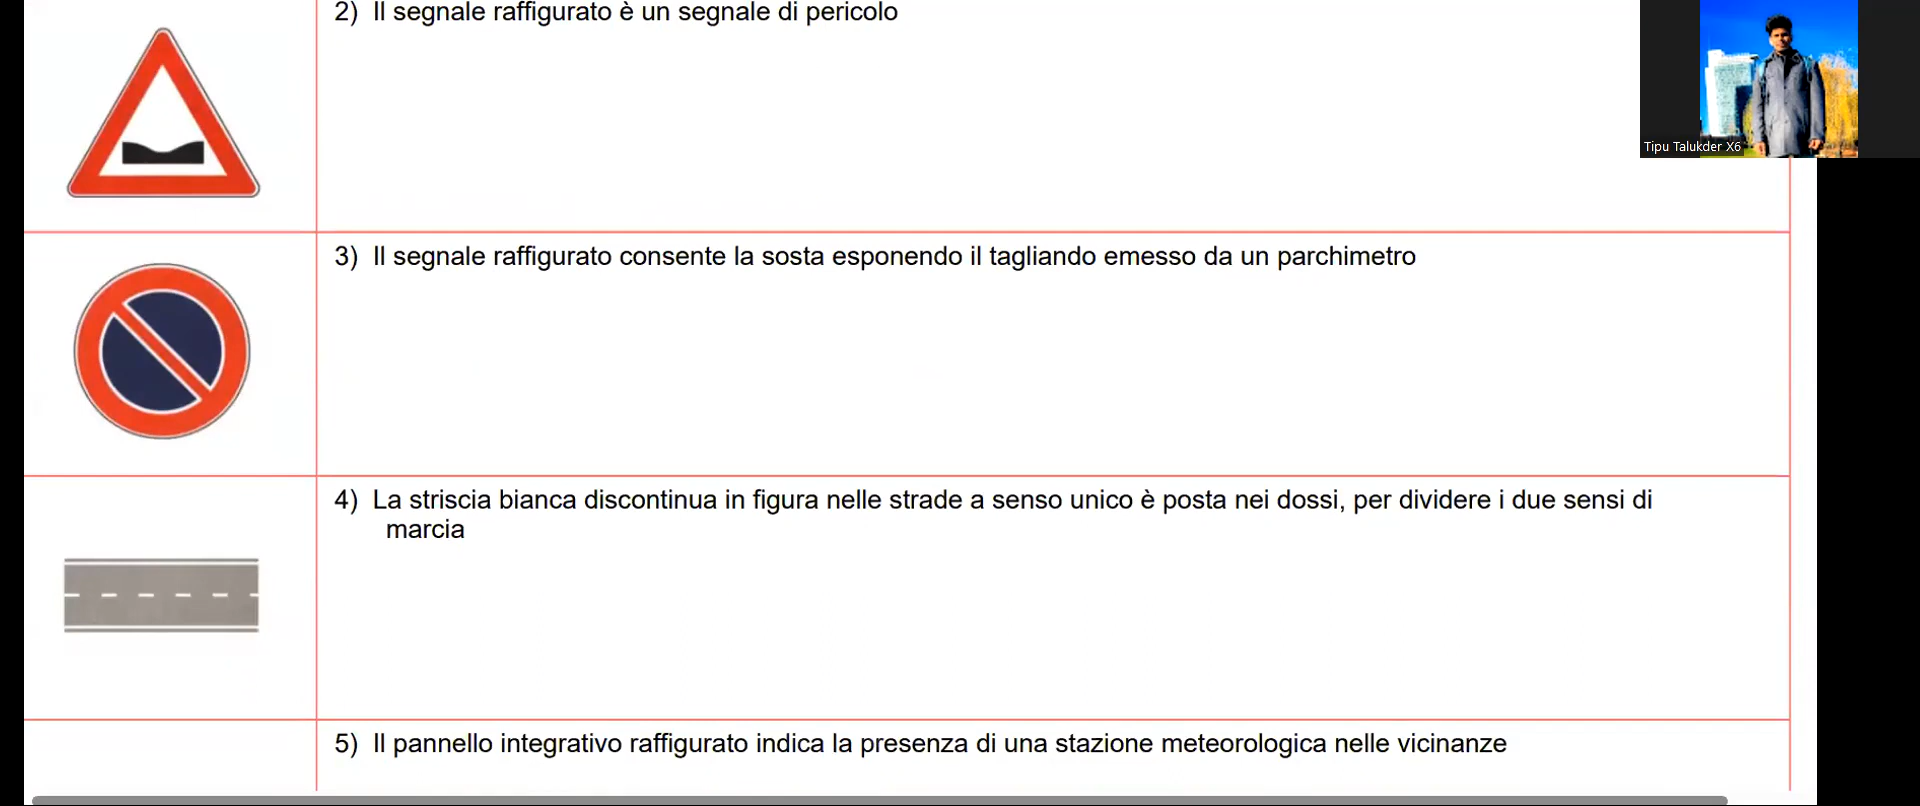 2) Il segnale raffigurato è un segnale di pericolo
Tipu Talukder X6
3) Il segnale raffigurato consente la sosta esponendo il tagliando emesso da un parchimetro
4) La striscia bianca discontinua in figura nelle strade a senso unico è posta nei dossi, per dividere i due sensi di
marcia
5) Il pannello integrativo raffigurato indica la presenza di una stazione meteorologica nelle vicinanze